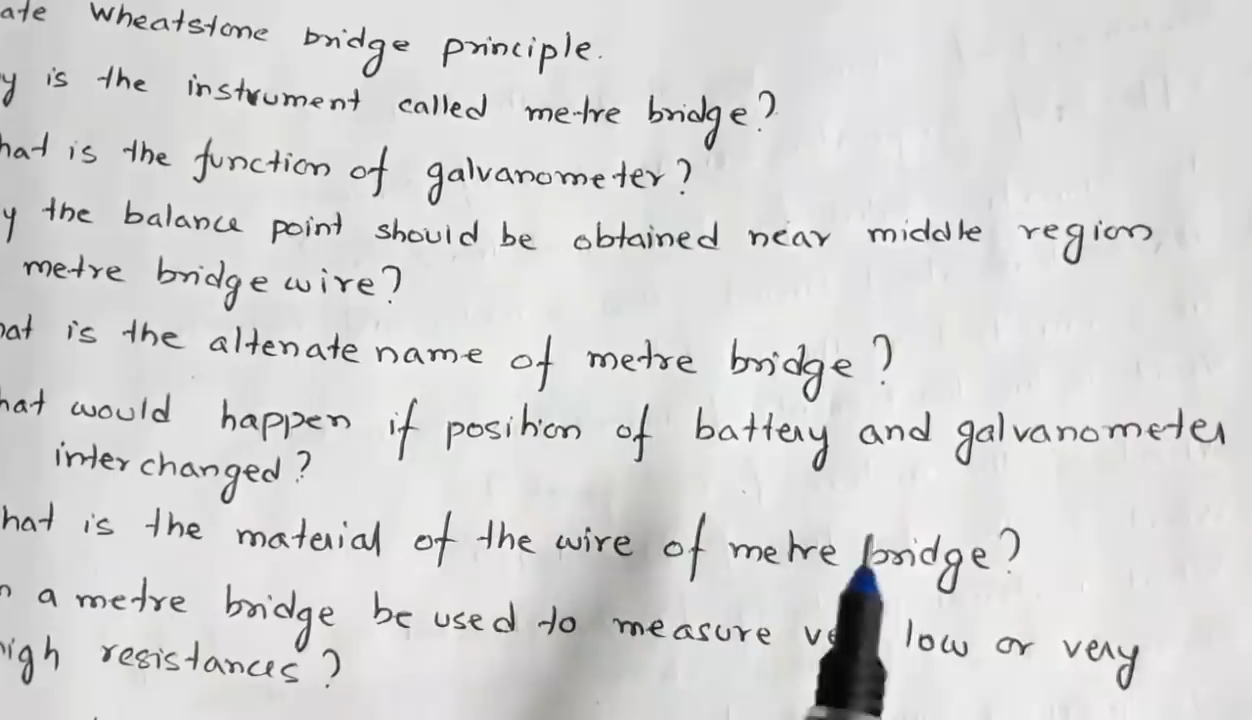 ate Wheatstone bridge principle.
y is the instrument called metre bridge?
hat is the function of galvanometer?
y the balance point should be obtained near middle region
metre bridge wire?
hat is the altenate name of metre bridge?
hat would happen if position of battery and galvanometer
interchanged?
hat is the material of the wire of metre bridge?
n a metre bridge be used to measure low or very
high resistances?